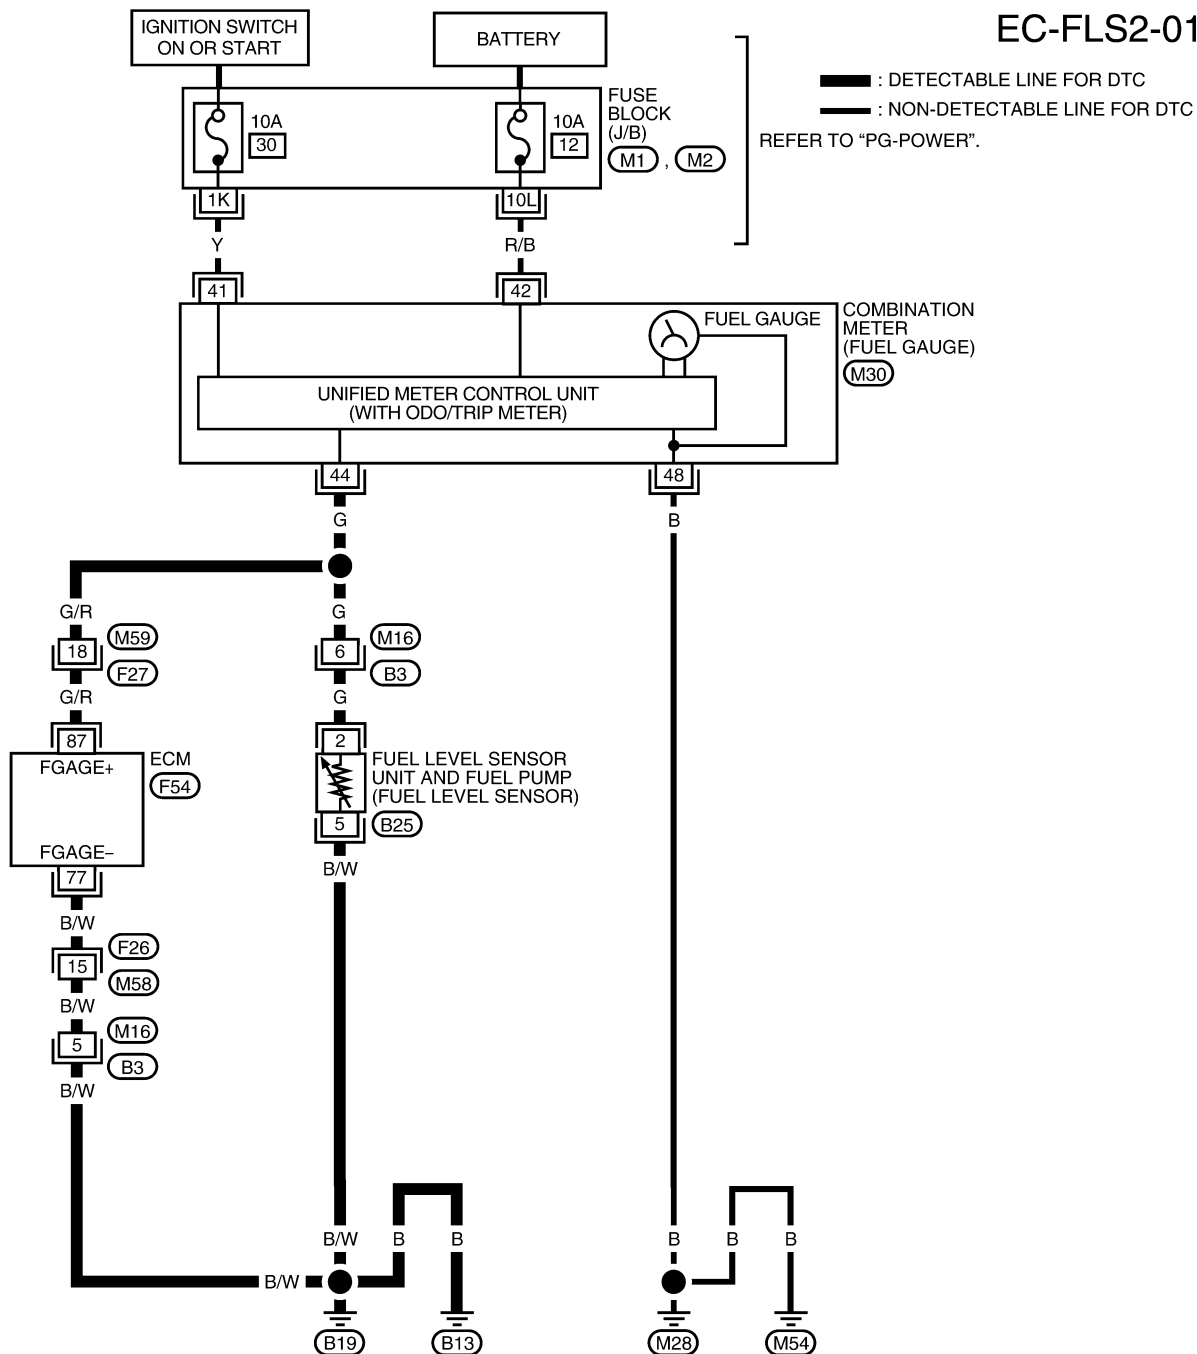 EC-FLS2-01
IGNITION SWITCH
ON OR START
BATTERY
: DETECTABLE LINE FOR DTC
: NON-DETECTABLE LINE FOR DTC
REFER TO “PG-POWER”.
10A
30
10A
12
FUSE
BLOCK
(J/B)
M1 , M2
1K
10L
Y
R/B
41
42
FUEL GAUGE
COMBINATION
METER
(FUEL GAUGE)
M30
UNIFIED METER CONTROL UNIT
(WITH ODO/TRIP METER)
44
48
G
B
G/R
G
18
M59
F27
6
M16
B3
G/R
G
87
FGAGE+
ECM
F54
FGAGE–
77
2
FUEL LEVEL SENSOR
UNIT AND FUEL PUMP
(FUEL LEVEL SENSOR)
5
B25
B/W
B/W
F26
15
M58
B/W
M16
5
B3
B/W
B/W
B
B
B
B
B
B/W
B19
B13
M28
M54